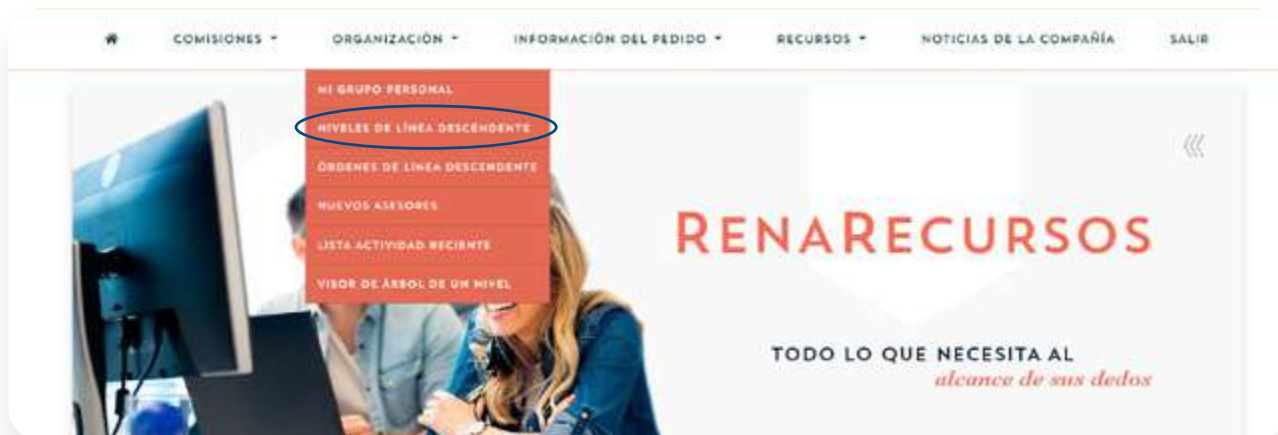 COMISIONES
ORGANIZACIÓN
INFORMACIÓN DEL PEDIDO
RECURSOS
NOTICIAS DE LA COMPAÑÍA
SALIR
MI GRUPO PERSONAL
NIVELES DE LÍNEA DESCENDENTE
ÓRDENES DE LÍNEA DESCENDENTE
NUEVOS ASESORES
LISTA ACTIVIDAD RECIENTE
VISOR DE ÁRBOL DE UN NIVEL
RENARECURSOS
TODO LO QUE NECESITA AL
alcance de sus dedos